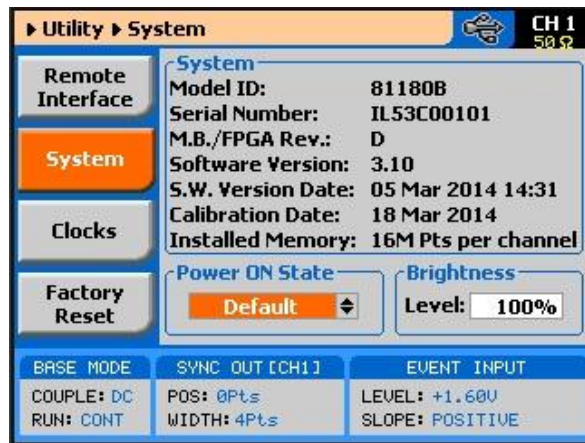 ▸ Utility ▸ System
CH 1
50 Ω
Remote
Interface
System
Clocks
Factory
Reset
System
Model ID: 81180B
Serial Number: IL53C00101
M.B./FPGA Rev.: D
Software Version: 3.10
S.W. Version Date: 05 Mar 2014 14:31
Calibration Date: 18 Mar 2014
Installed Memory: 16M Pts per channel
Power ON State
Default
Brightness
Level: 100%
BASE MODE
COUPLE: DC
RUN: CONT
SYNC OUT [CH1]
POS: 0Pts
WIDTH: 4Pts
EVENT INPUT
LEVEL: +1.60V
SLOPE: POSITIVE